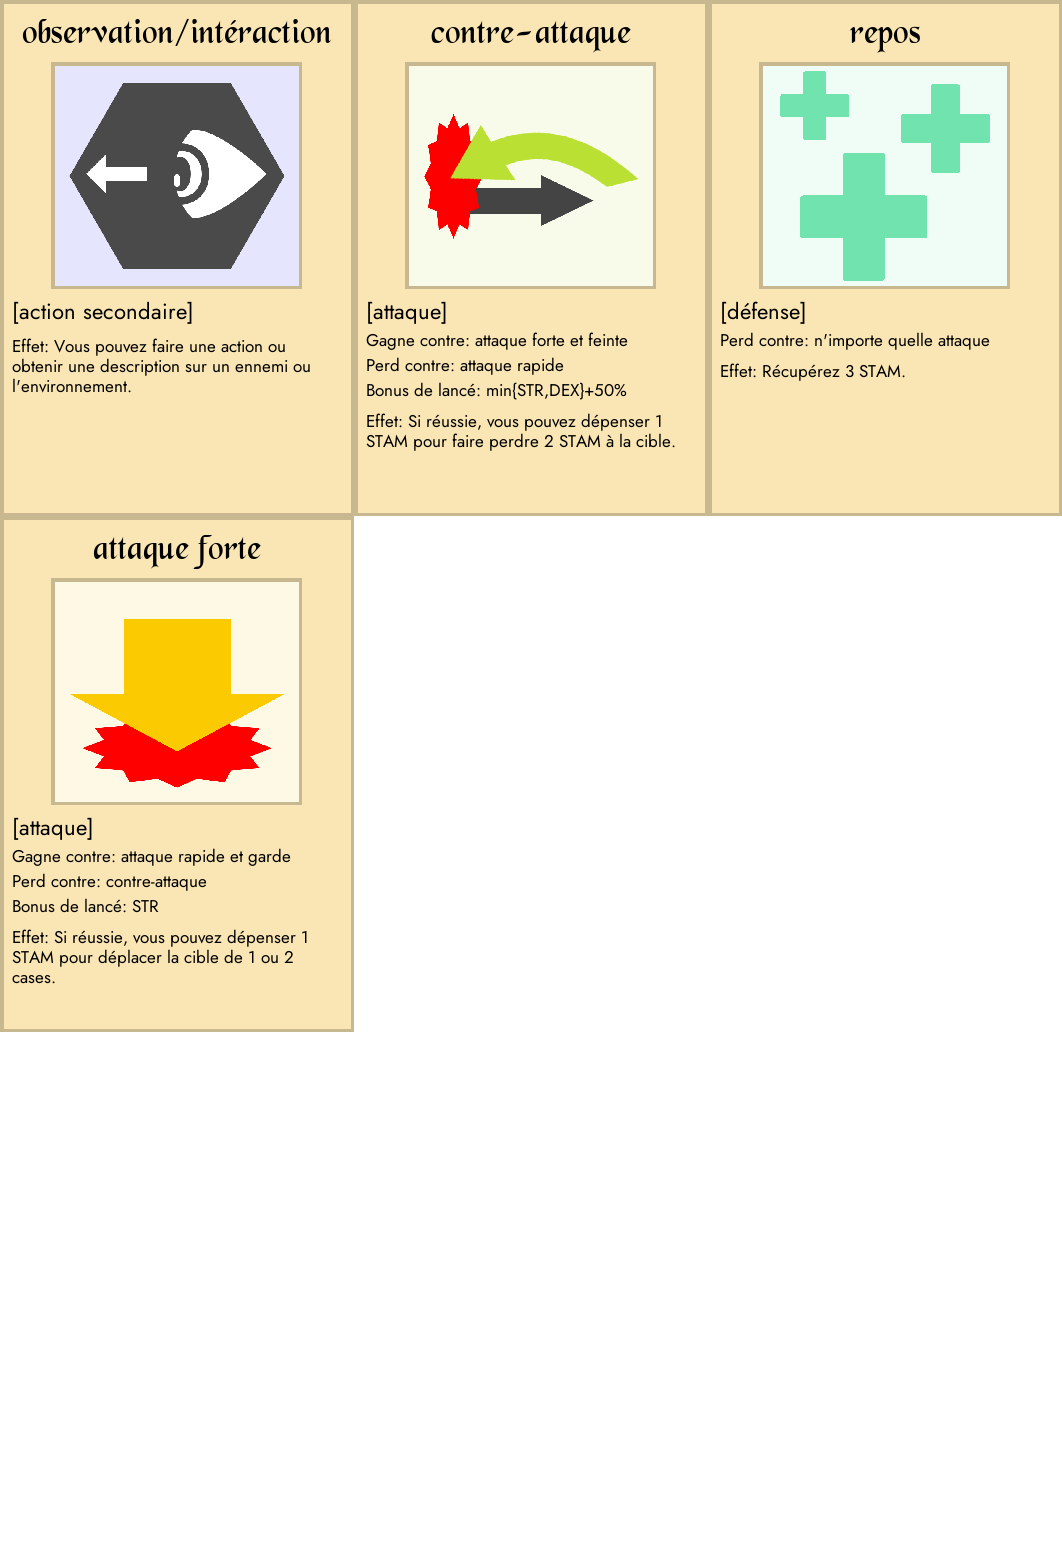 observation/intéraction
[action secondaire]
Effet: Vous pouvez faire une action ou
obtenir une description sur un ennemi ou
l'environnement.
contre-attaque
[attaque]
Gagne contre: attaque forte et feinte
Perd contre: attaque rapide
Bonus de lancé: min{STR,DEX}+50%
Effet: Si réussie, vous pouvez dépenser 1
STAM pour faire perdre 2 STAM à la cible.
repos
[défense]
Perd contre: n'importe quelle attaque
Effet: Récupérez 3 STAM.
attaque forte
[attaque]
Gagne contre: attaque rapide et garde
Perd contre: contre-attaque
Bonus de lancé: STR
Effet: Si réussie, vous pouvez dépenser 1
STAM pour déplacer la cible de 1 ou 2
cases.